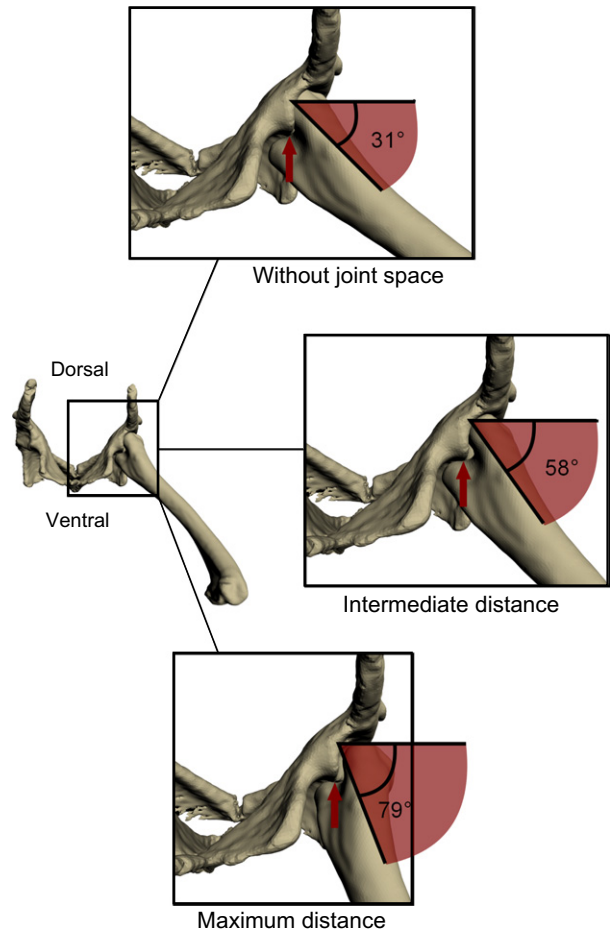 31°
Without joint space
Dorsal
58°
Ventral
Intermediate distance
79°
Maximum distance